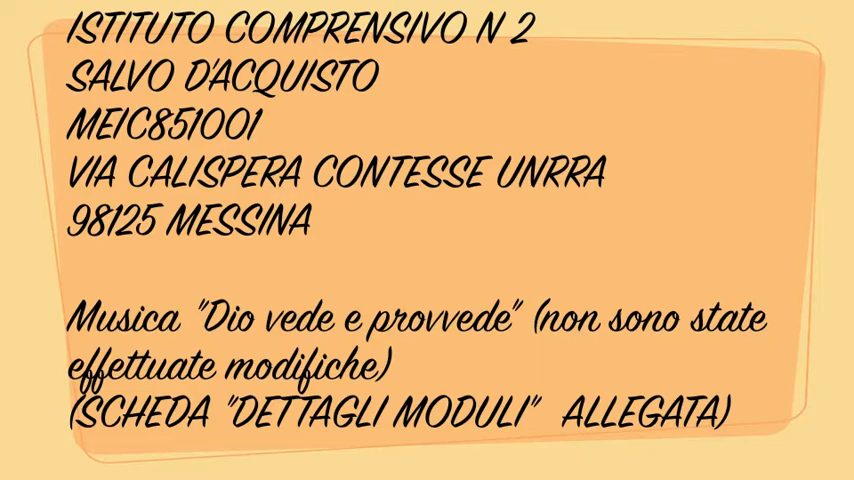 ISTITUTO COMPRENSIVO N 2
SALVO D'ACQUISTO
MEIC851001
VIA CALISPERA CONTESSE UNRRA
98125 MESSINA
Musica "Dio vede e provvede" (non sono state
effettuate modifiche)
(SCHEDA "DETTAGLI MODULI" ALLEGATA)